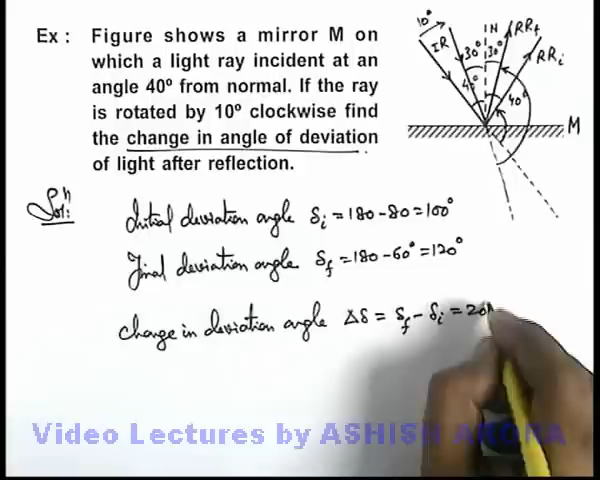 Ex : Figure shows a mirror M on
which a light ray incident at an
angle 40º from normal. If the ray
is rotated by 10º clockwise find
the change in angle of deviation
of light after reflection.
10°
IR
30°
40°
N
30°
RRf
RRi
40°
M
Solⁿ:
Initial deviation angle δi = 180 - 80 = 100°
Final deviation angle δf = 180 - 60° = 120°
Change in deviation angle Δδ = δf - δi = 20
Video Lectures by ASHISH ARORA